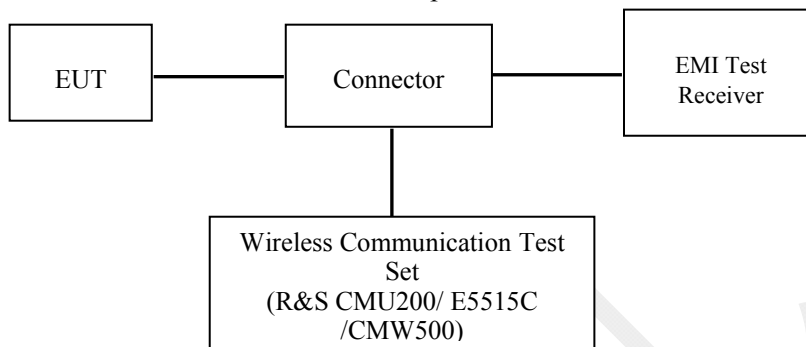 EUT
Connector
EMI Test
Receiver
Wireless Communication Test
Set
(R&S CMU200/ E5515C
/CMW500)